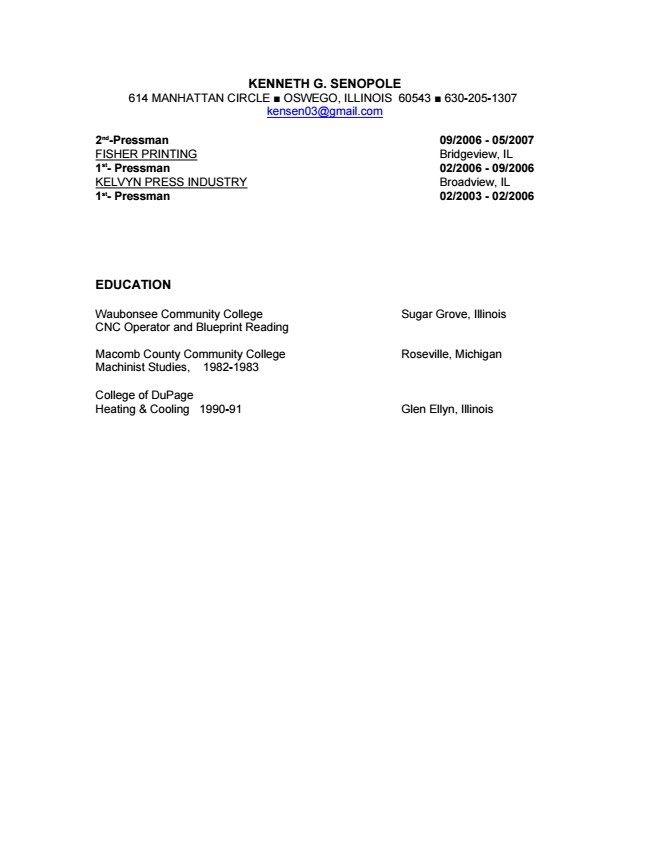 KENNETH G. SENOPOLE
614 MANHATTAN CIRCLE ■ OSWEGO, ILLINOIS 60543 ■ 630-205-1307
kensen03@gmail.com
2nd-Pressman 09/2006 - 05/2007
FISHER PRINTING Bridgeview, IL
1st- Pressman 02/2006 - 09/2006
KELVYN PRESS INDUSTRY Broadview, IL
1st- Pressman 02/2003 - 02/2006
EDUCATION
Waubonsee Community College Sugar Grove, Illinois
CNC Operator and Blueprint Reading
Macomb County Community College Roseville, Michigan
Machinist Studies, 1982-1983
College of DuPage
Heating & Cooling 1990-91 Glen Ellyn, Illinois